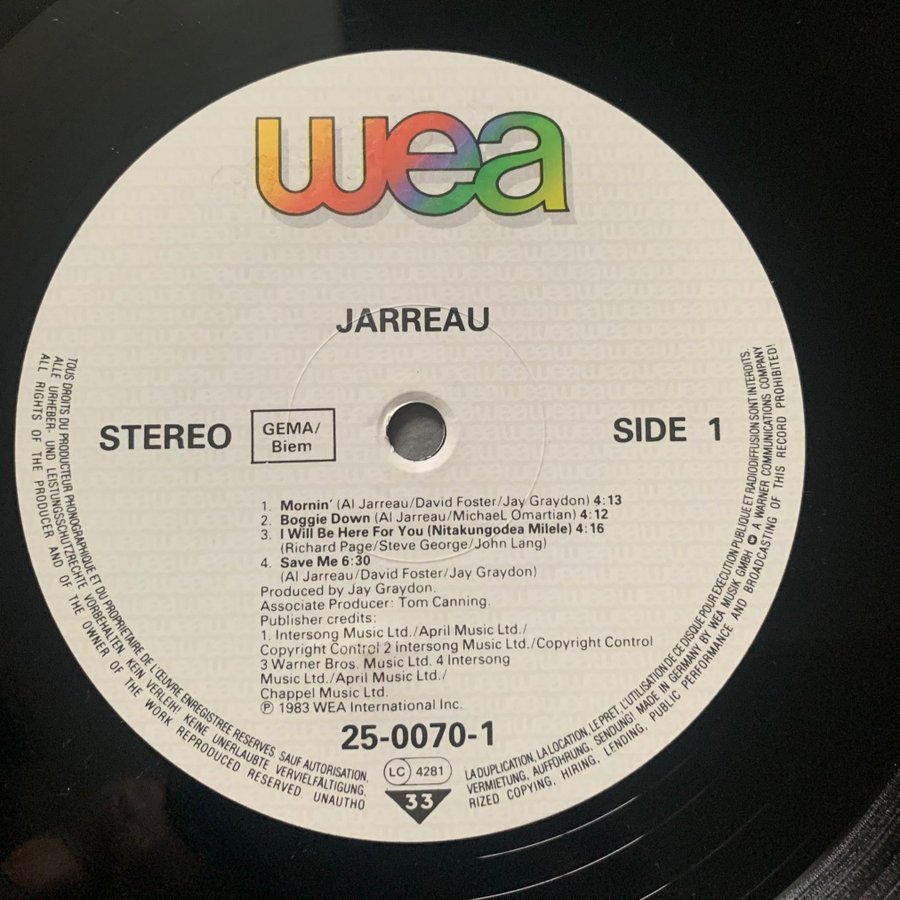 wea
JARREAU
STEREO
GEMA/
Biem
SIDE 1
1. Mornin' (Al Jarreau/David Foster/Jay Graydon) 4:13
2. Boggie Down (Al Jarreau/MichaeL Omartian) 4:12
3. I Will Be Here For You (Nitakungodea Milele) 4:16
(Richard Page/Steve George/John Lang)
4. Save Me 6:30
(Al Jarreau/David Foster/Jay Graydon)
Produced by Jay Graydon.
Associate Producer: Tom Canning.
Publisher credits:
1. Intersong Music Ltd./April Music Ltd./
Copyright Control 2 Intersong Music Ltd./Copyright Control
3 Warner Bros. Music Ltd. 4 Intersong
Music Ltd./April Music Ltd./
Chappel Music Ltd.
℗ 1983 WEA International Inc.
25-0070-1
LC 4281
33
TOUS DROITS DU PRODUCTEUR PHONOGRAPHIQUE ET DU PROPRIETAIRE DE L'ŒUVRE ENREGISTREE RESERVES. SAUF AUTORISATION, LA DUPLICATION, LA LOCATION, LE PRET, L'UTILISATION DE CE DISQUE POUR EXECUTION PUBLIQUE ET RADIODIFFUSION SONT INTERDITS.
ALLE URHEBER- UND LEISTUNGSSCHUTZRECHTE VORBEHALTEN KEIN VERLEIH! KEINE UNERLAUBTE VERVIELFÄLTIGUNG, VERMIETUNG, AUFFÜHRUNG, SENDUNG! MADE IN GERMANY BY WEA MUSIK GMBH A WARNER COMMUNICATIONS COMPANY
ALL RIGHTS OF THE PRODUCER AND OF THE OWNER OF THE WORK REPRODUCED RESERVED. UNAUTHORIZED COPYING, HIRING, LENDING, PUBLIC PERFORMANCE AND BROADCASTING OF THIS RECORD PROHIBITED!